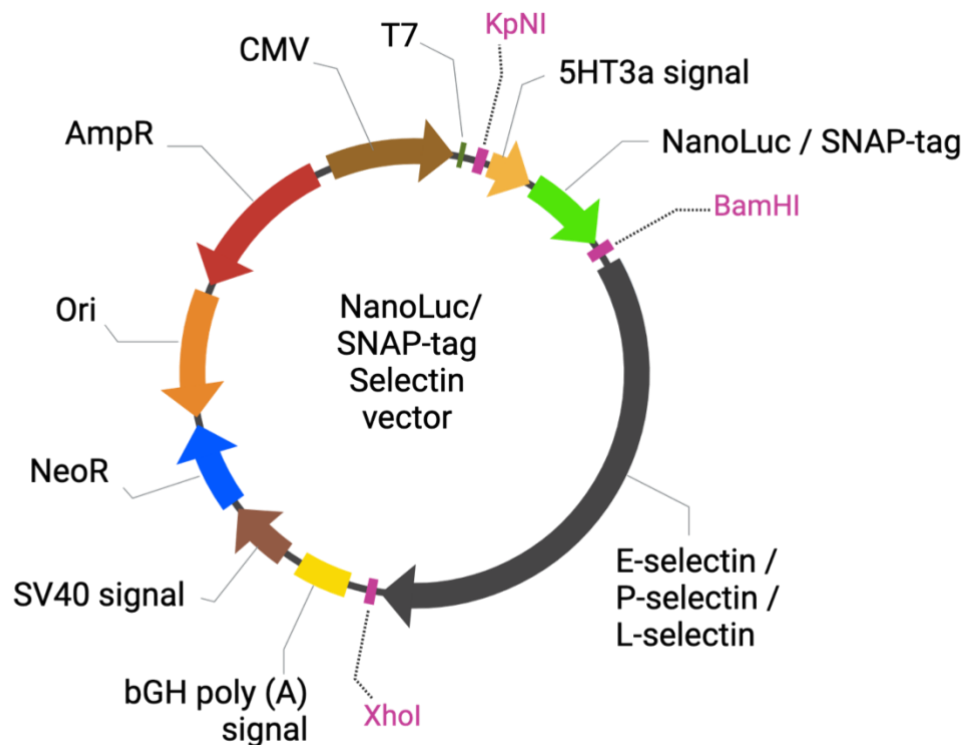 KpNI
T7
CMV
5HT3a signal
AmpR
NanoLuc / SNAP-tag
BamHI
Ori
NanoLuc/
SNAP-tag
Selectin
vector
NeoR
E-selectin /
P-selectin /
L-selectin
SV40 signal
bGH poly (A)
signal
XhoI